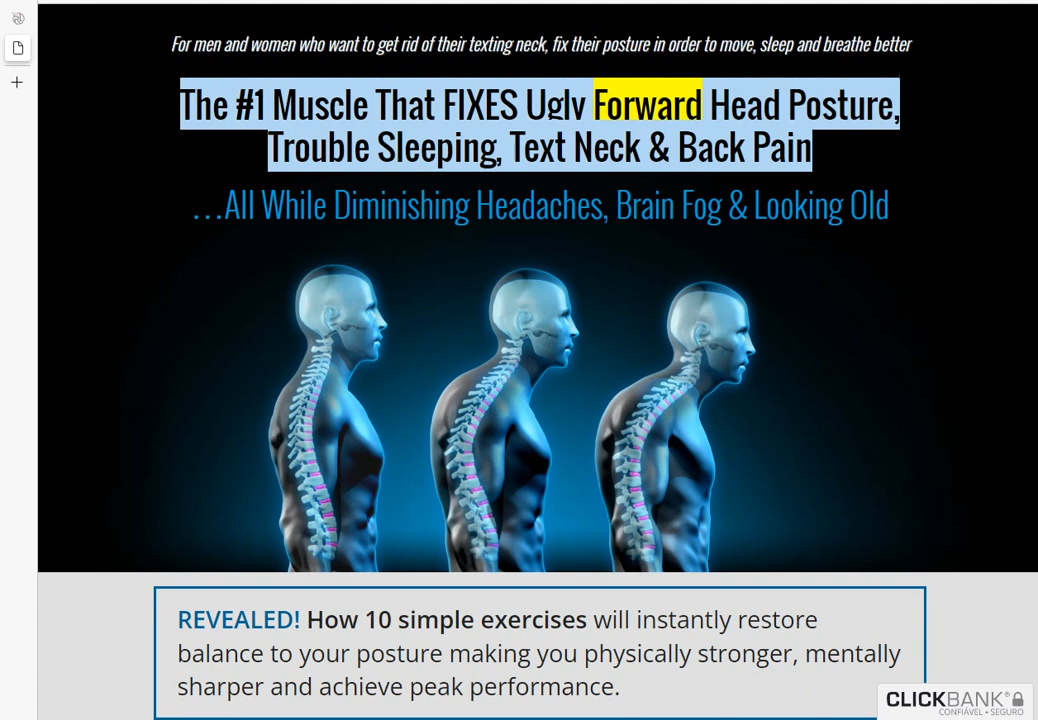 For men and women who want to get rid of their texting neck, fix their posture in order to move, sleep and breathe better
The #1 Muscle That FIXES Ugly Forward Head Posture,
Trouble Sleeping, Text Neck & Back Pain
…All While Diminishing Headaches, Brain Fog & Looking Old
REVEALED! How 10 simple exercises will instantly restore
balance to your posture making you physically stronger, mentally
sharper and achieve peak performance.
CLICKBANK®
CONFIÁVEL • SEGURO